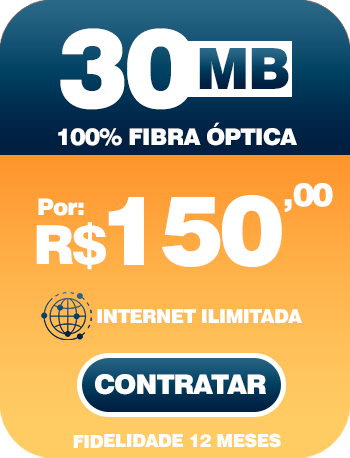 30 MB
100% FIBRA ÓPTICA
Por:
R$150,00
INTERNET ILIMITADA
CONTRATAR
FIDELIDADE 12 MESES